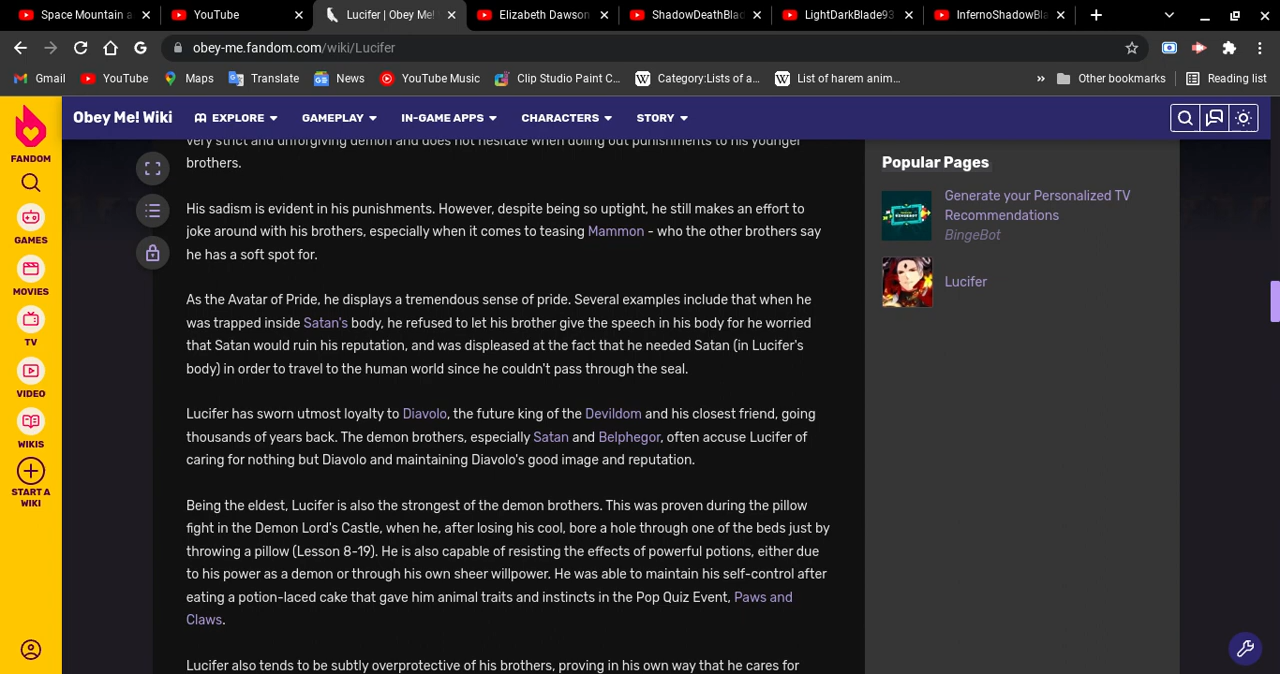 Space Mountain a
YouTube
Lucifer | Obey Me!
Elizabeth Dawson
ShadowDeathBlad
LightDarkBlade93
InfernoShadowBla
obey-me.fandom.com/wiki/Lucifer
Gmail
YouTube
Maps
Translate
News
YouTube Music
Clip Studio Paint C...
Category:Lists of a...
List of harem anim...
»
Other bookmarks
Reading list
FANDOM
GAMES
MOVIES
TV
VIDEO
WIKIS
START A
WIKI
Obey Me! Wiki
EXPLORE
GAMEPLAY
IN-GAME APPS
CHARACTERS
STORY
very strict and unforgiving demon and does not hesitate when doling out punishments to his younger
brothers.
His sadism is evident in his punishments. However, despite being so uptight, he still makes an effort to
joke around with his brothers, especially when it comes to teasing Mammon - who the other brothers say
he has a soft spot for.
As the Avatar of Pride, he displays a tremendous sense of pride. Several examples include that when he
was trapped inside Satan's body, he refused to let his brother give the speech in his body for he worried
that Satan would ruin his reputation, and was displeased at the fact that he needed Satan (in Lucifer's
body) in order to travel to the human world since he couldn't pass through the seal.
Lucifer has sworn utmost loyalty to Diavolo, the future king of the Devildom and his closest friend, going
thousands of years back. The demon brothers, especially Satan and Belphegor, often accuse Lucifer of
caring for nothing but Diavolo and maintaining Diavolo's good image and reputation.
Being the eldest, Lucifer is also the strongest of the demon brothers. This was proven during the pillow
fight in the Demon Lord's Castle, when he, after losing his cool, bore a hole through one of the beds just by
throwing a pillow (Lesson 8-19). He is also capable of resisting the effects of powerful potions, either due
to his power as a demon or through his own sheer willpower. He was able to maintain his self-control after
eating a potion-laced cake that gave him animal traits and instincts in the Pop Quiz Event, Paws and
Claws.
Lucifer also tends to be subtly overprotective of his brothers, proving in his own way that he cares for
Popular Pages
Generate your Personalized TV
Recommendations
BingeBot
Lucifer